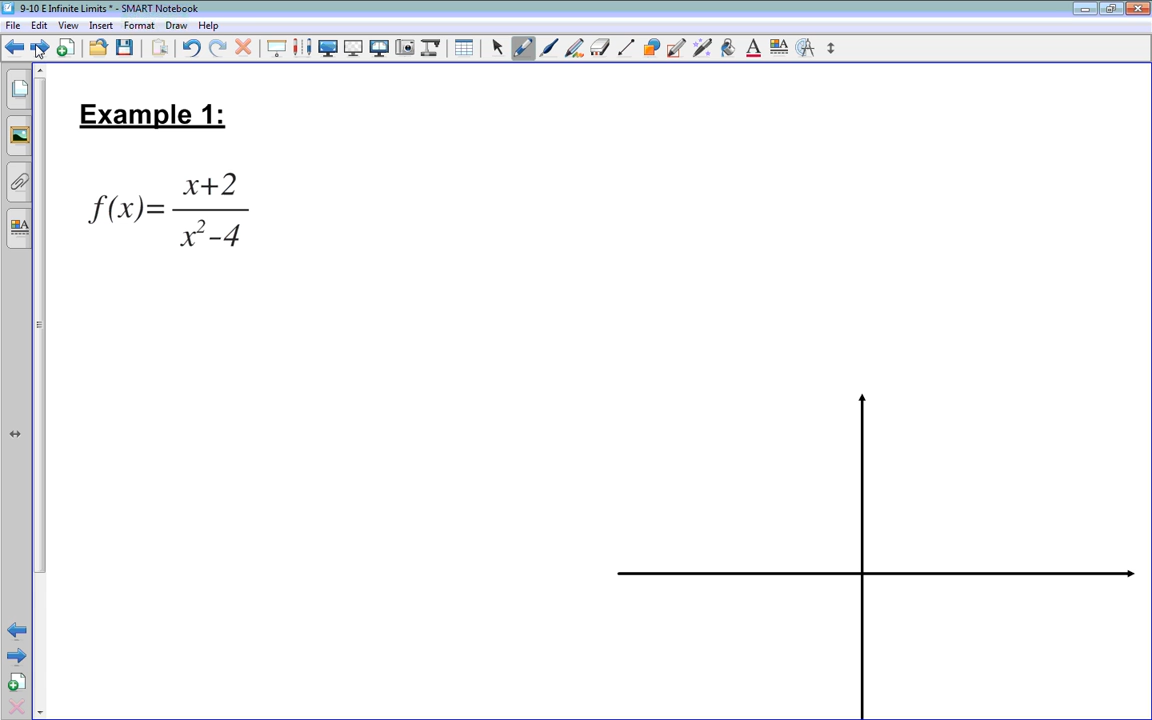 9-10 E Infinite Limits * - SMART Notebook
File Edit View Insert Format Draw Help
Example 1:
f(x)= x+2
x²-4